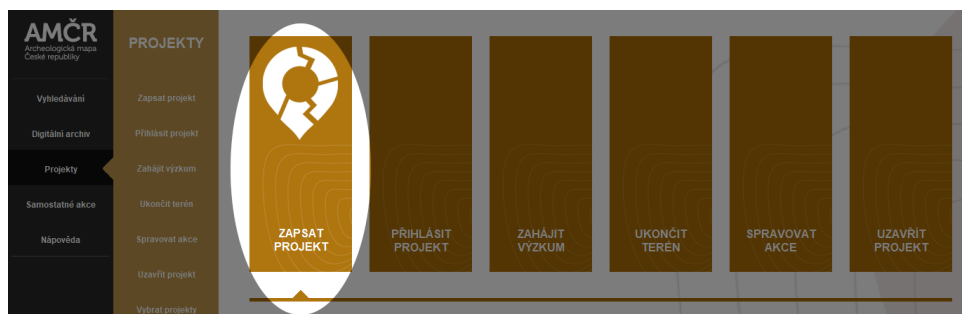 AMČR
Archeologická mapa
České republiky
Vyhledávání
Digitální archiv
Projekty
Samostatné akce
Nápověda
PROJEKTY
Zapsat projekt
Přihlásit projekt
Zahájit výzkum
Ukončit terén
Spravovat akce
Uzavřít projekt
Vybrat projekty
ZAPSAT
PROJEKT
PŘIHLÁSIT
PROJEKT
ZAHÁJIT
VÝZKUM
UKONČIT
TERÉN
SPRAVOVAT
AKCE
UZAVŘÍT
PROJEKT